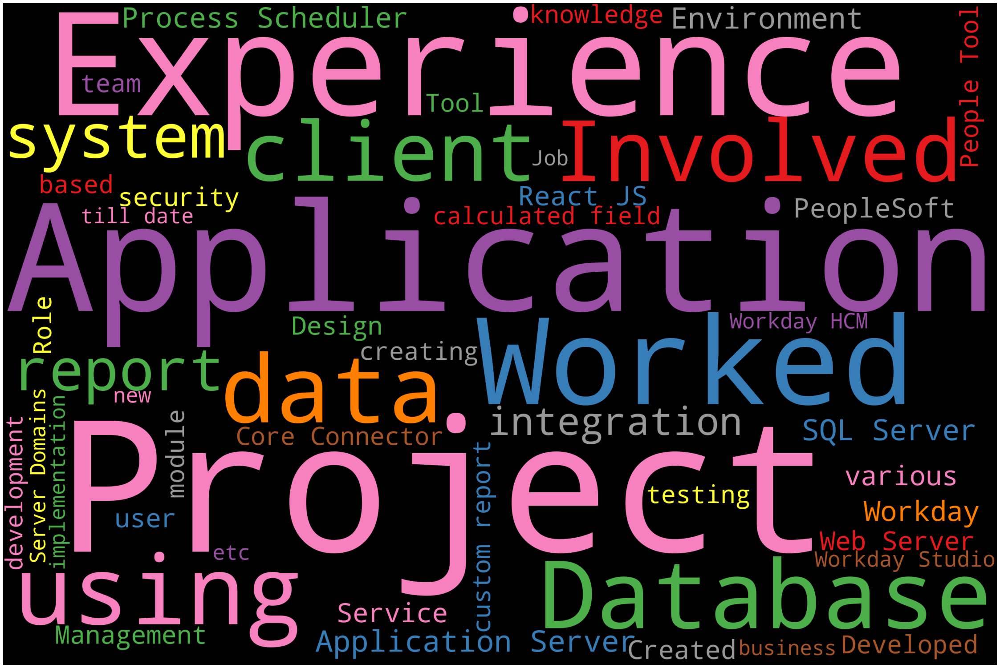 Process Scheduler
knowledge
Environment
People Tool
Experience
team
Tool
system
client
Involved
Job
based
security
React JS
till date
calculated field
PeopleSoft
Application
Role
Design
Workday HCM
Worked
creating
report
data
new
Server Domains
implementation
development
module
Core Connector
integration
SQL Server
Project
custom report
various
testing
user
Workday
Web Server
etc
Workday Studio
using
Database
Service
Management
Application Server
Created
business
Developed